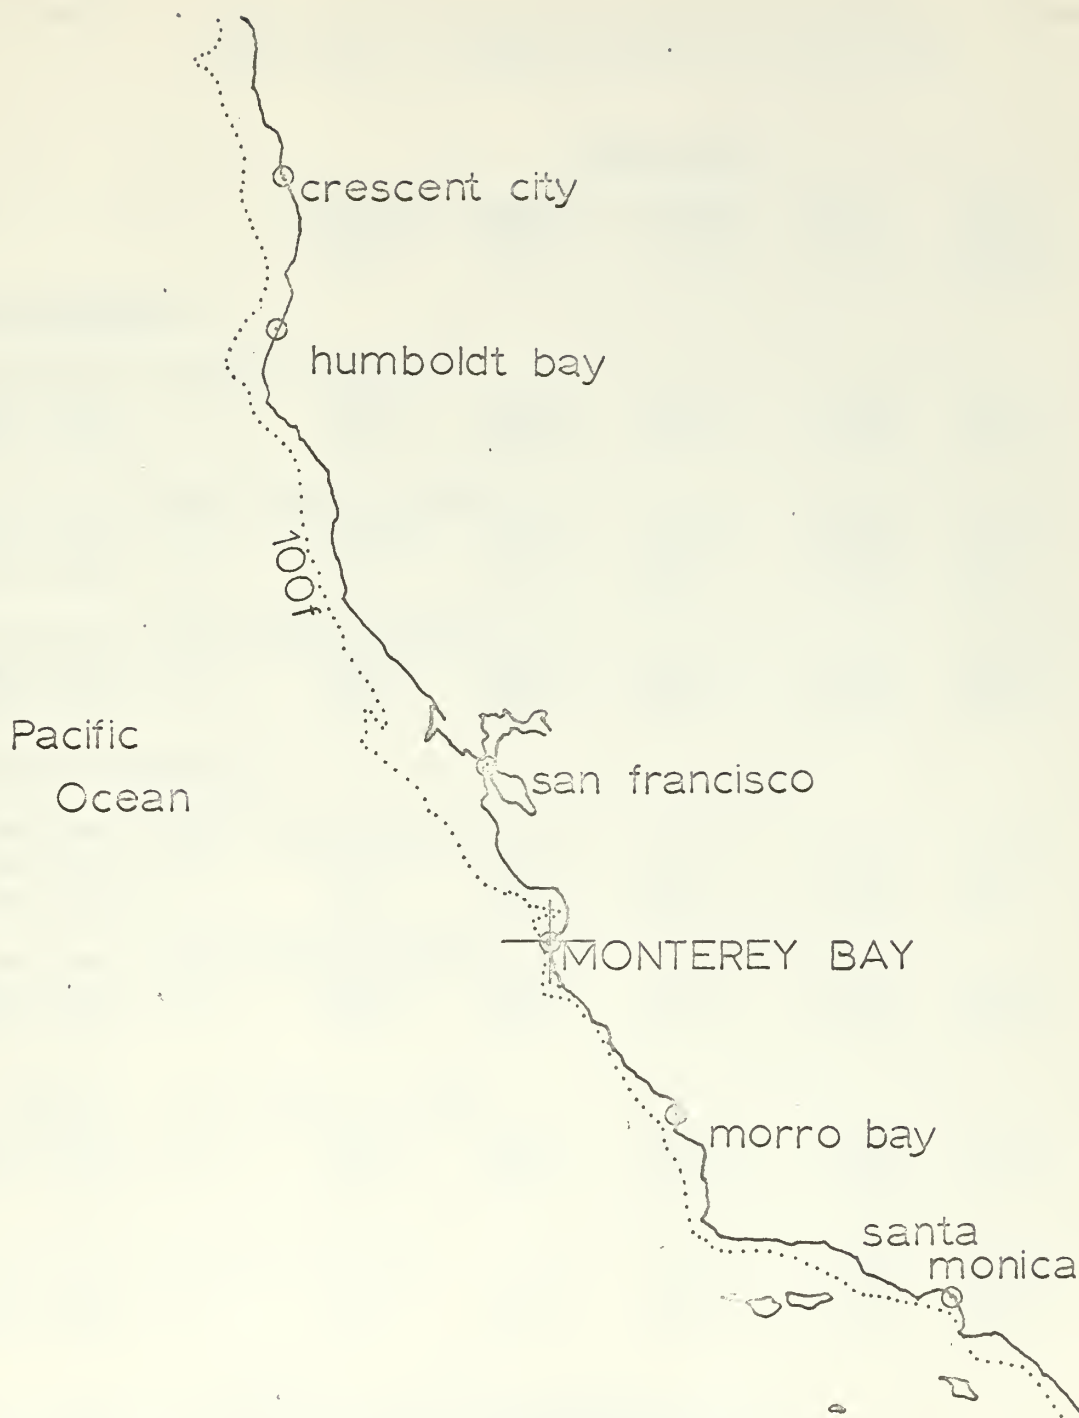 crescent city
humboldt bay
100f
Pacific
Ocean
san francisco
MONTEREY BAY
morro bay
santa
monica